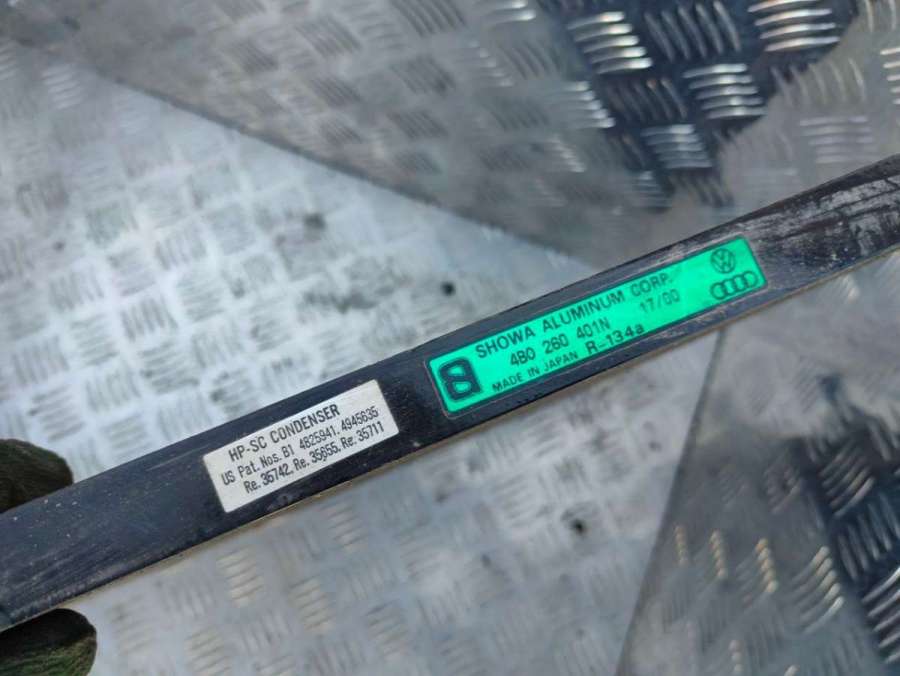 HP-SC CONDENSER
US Pat. Nos. B1 4825941. 4945635
Re. 35742. Re. 35655. Re. 35711
SHOWA ALUMINUM CORP.
4B0 260 401N 17/00
MADE IN JAPAN R-134a